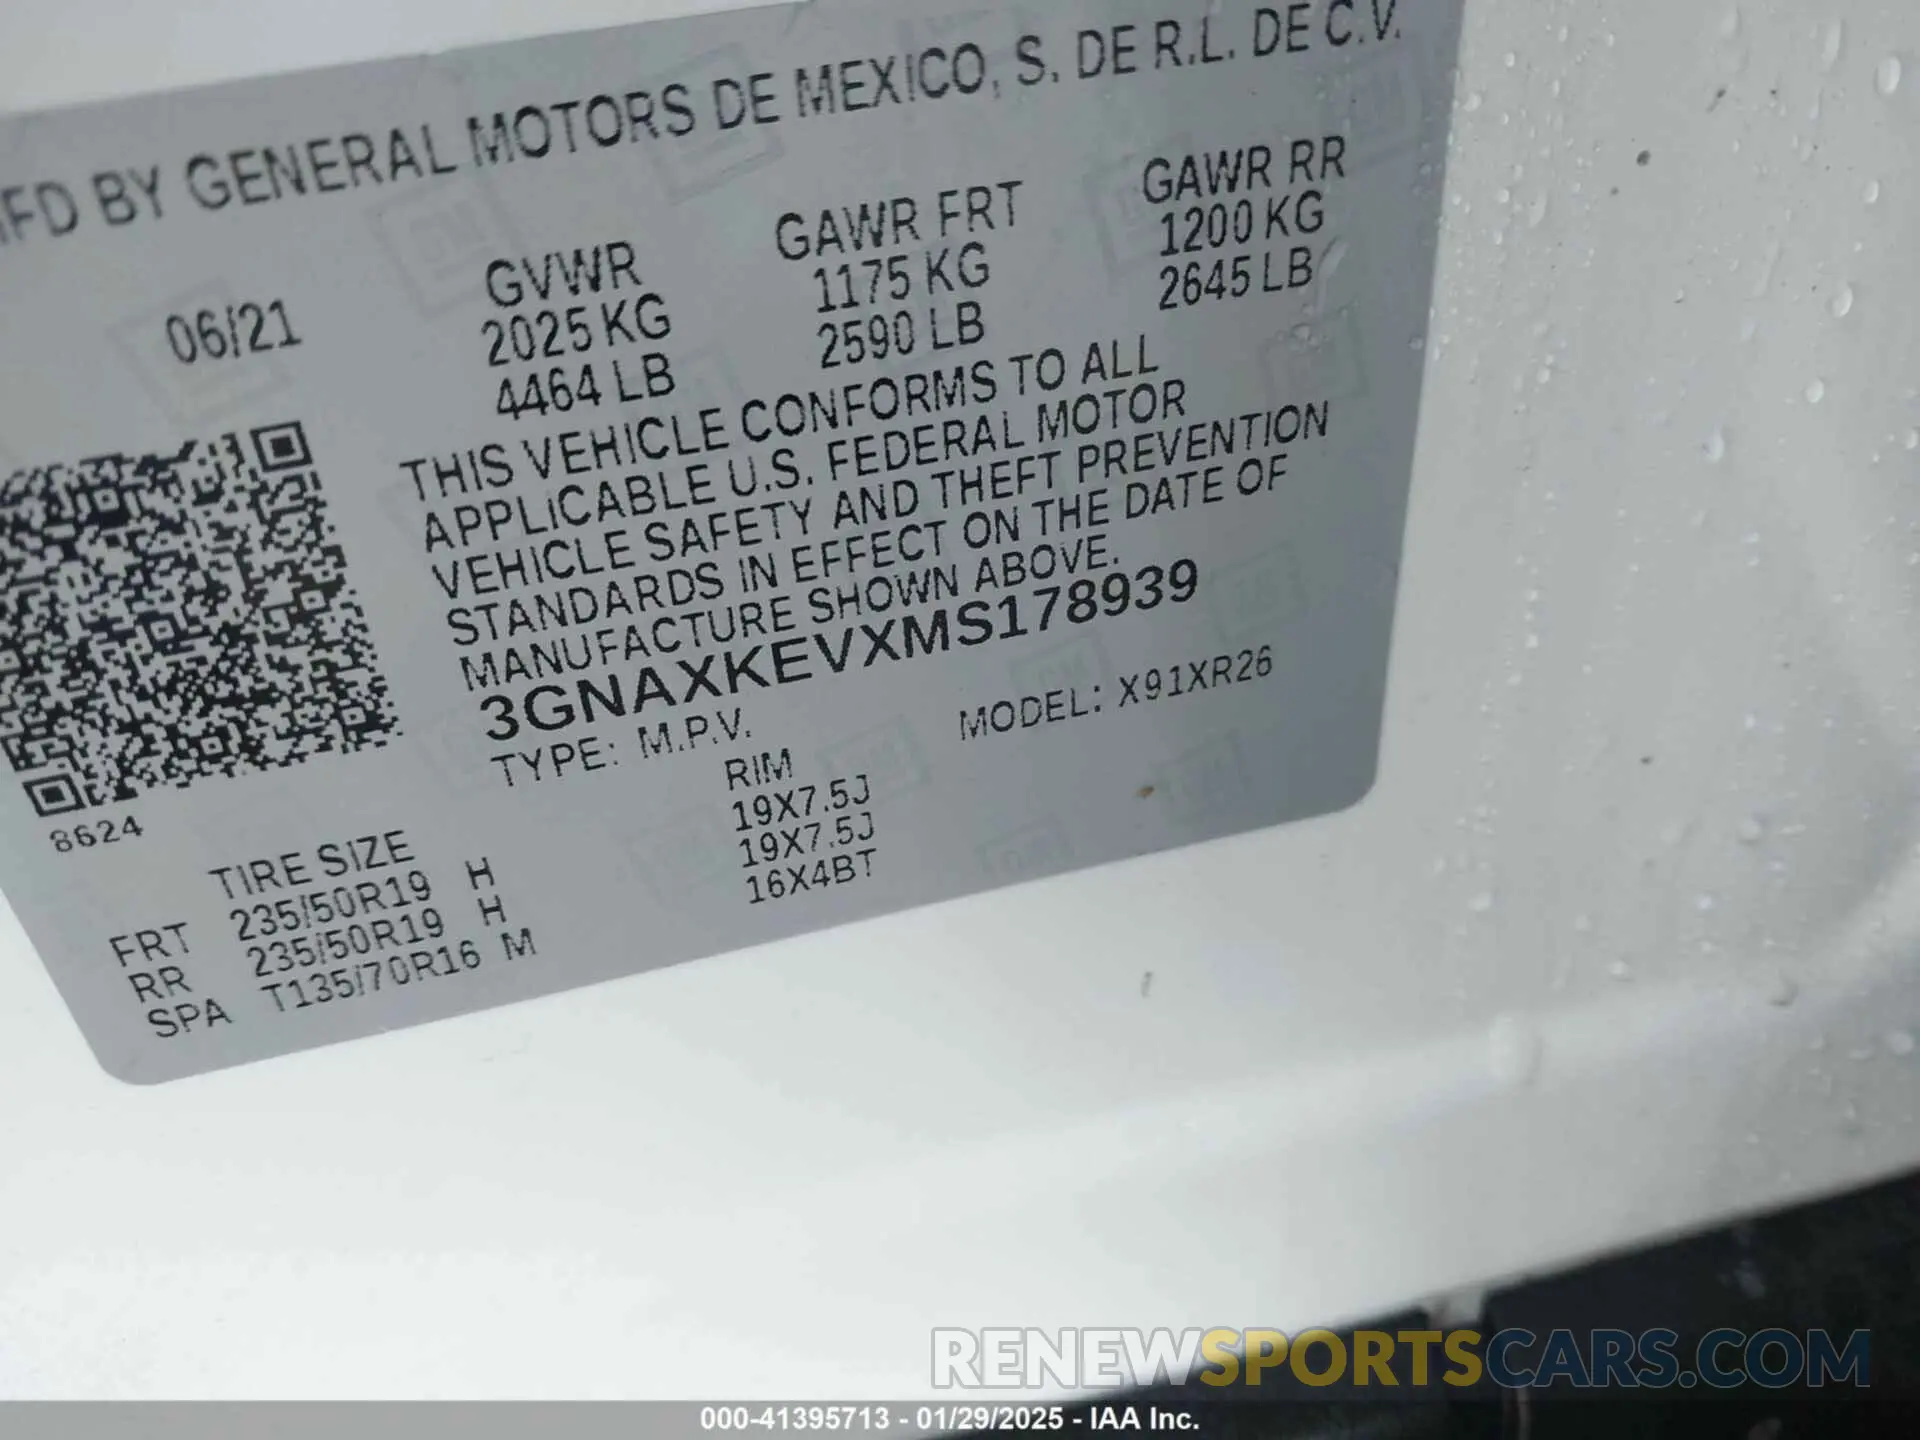 MFD BY GENERAL MOTORS DE MEXICO, S. DE R.L. DE C.V.
06/21 GVWR GAWR FRT GAWR RR
2025 KG 1175 KG 1200 KG
4464 LB 2590 LB 2645 LB
THIS VEHICLE CONFORMS TO ALL
APPLICABLE U.S. FEDERAL MOTOR
VEHICLE SAFETY AND THEFT PREVENTION
STANDARDS IN EFFECT ON THE DATE OF
MANUFACTURE SHOWN ABOVE.
3GNAXKEVXMS178939
TYPE: M.P.V. MODEL: X91XR26
8624
TIRE SIZE RIM
FRT 235/50R19 H 19X7.5J
RR 235/50R19 H 19X7.5J
SPA T135/70R16 M 16X4BT
RENEWSPORTSCARS.COM
000-41395713 - 01/29/2025 - IAA Inc.